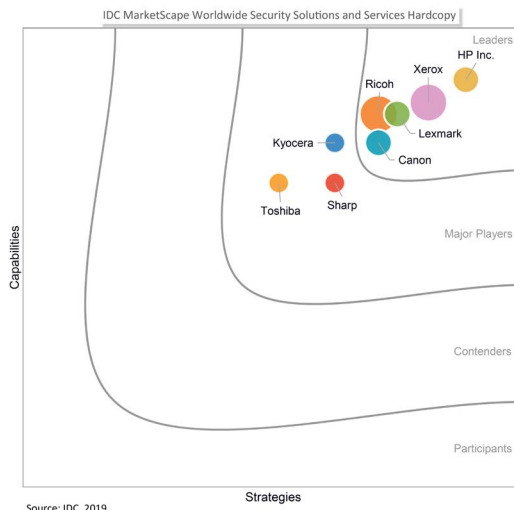 IDC MarketScape Worldwide Security Solutions and Services Hardcopy
Leaders
HP Inc.
Xerox
Ricoh
Lexmark
Kyocera
Canon
Toshiba
Sharp
Major Players
Capabilities
Contenders
Participants
Strategies
Source: IDC, 2019